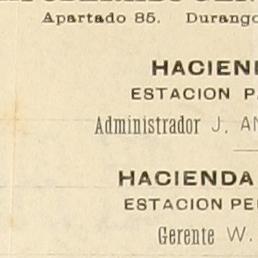 Apartado 85. Durango
HACIEN
ESTACION P
Administrador J. AN
HACIENDA
ESTACION PE
Gerente W.